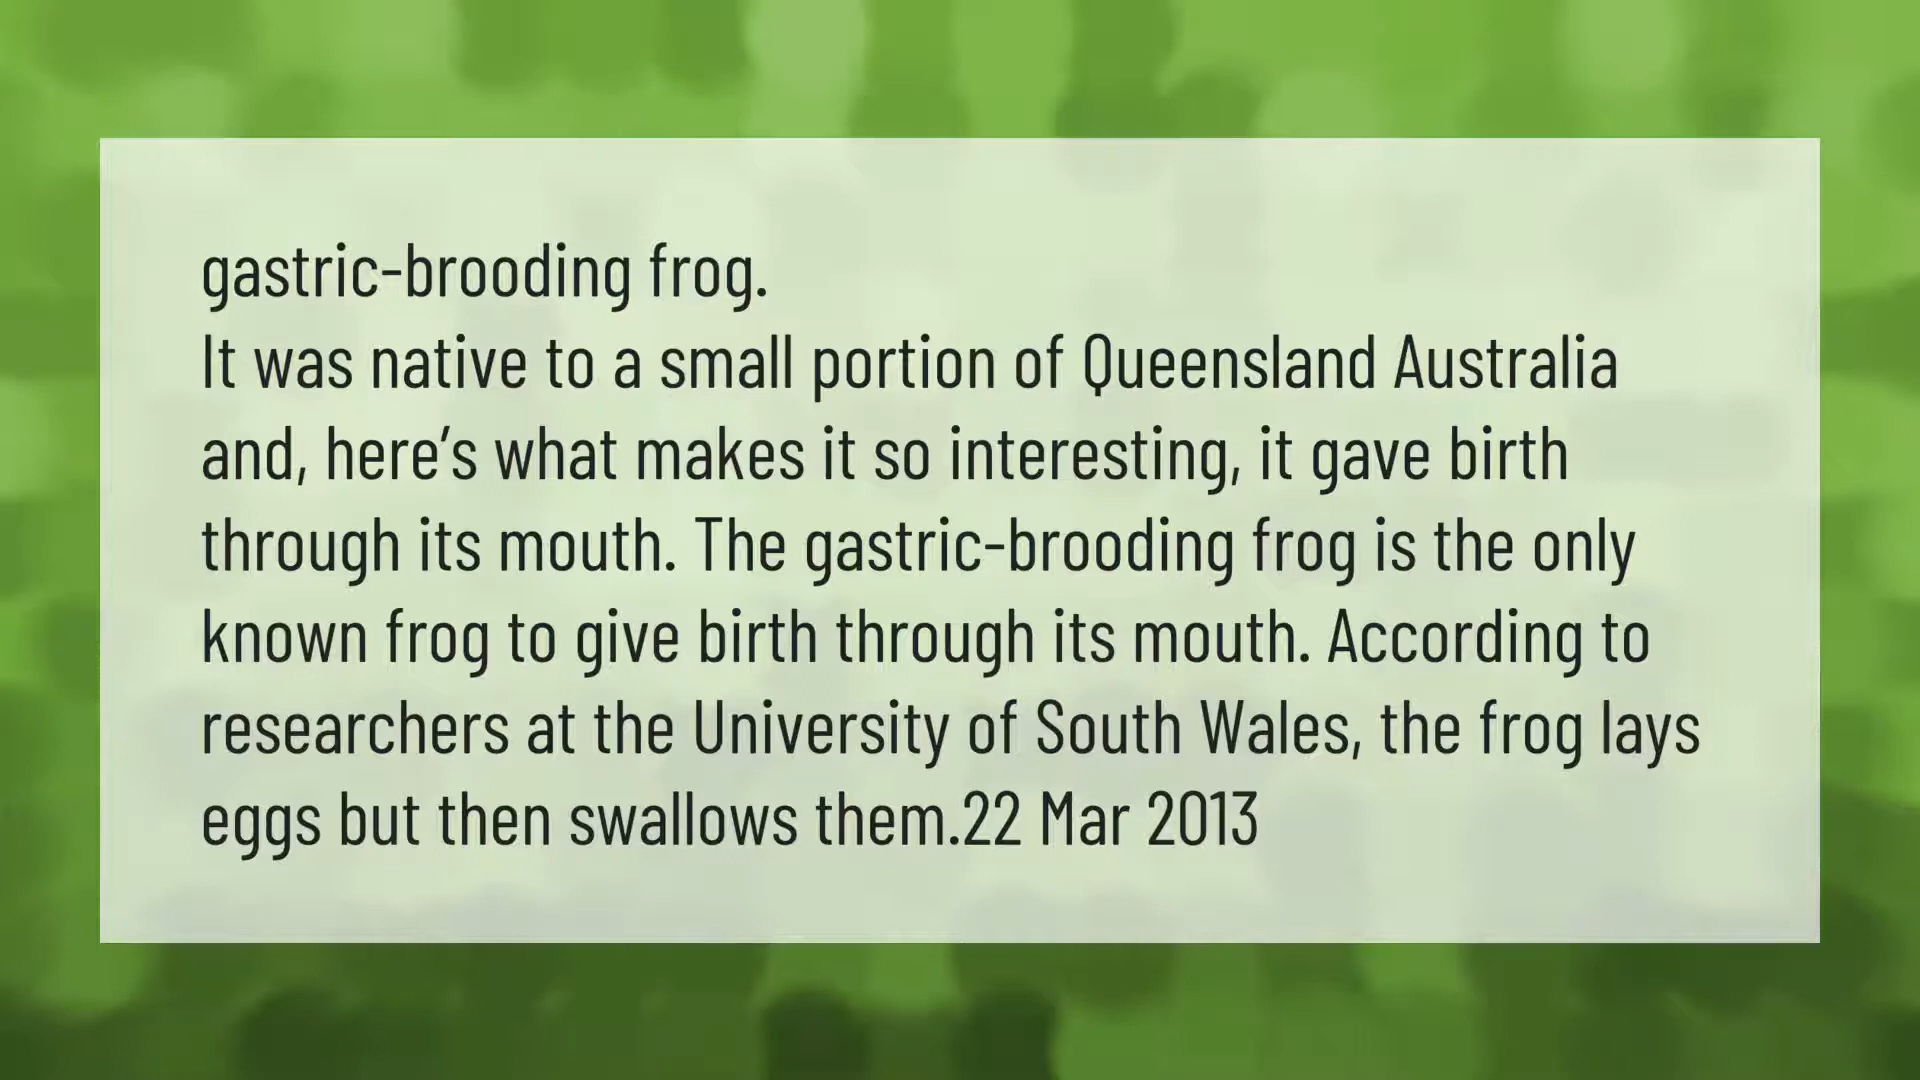 gastric-brooding frog.
It was native to a small portion of Queensland Australia
and, here’s what makes it so interesting, it gave birth
through its mouth. The gastric-brooding frog is the only
known frog to give birth through its mouth. According to
researchers at the University of South Wales, the frog lays
eggs but then swallows them.22 Mar 2013